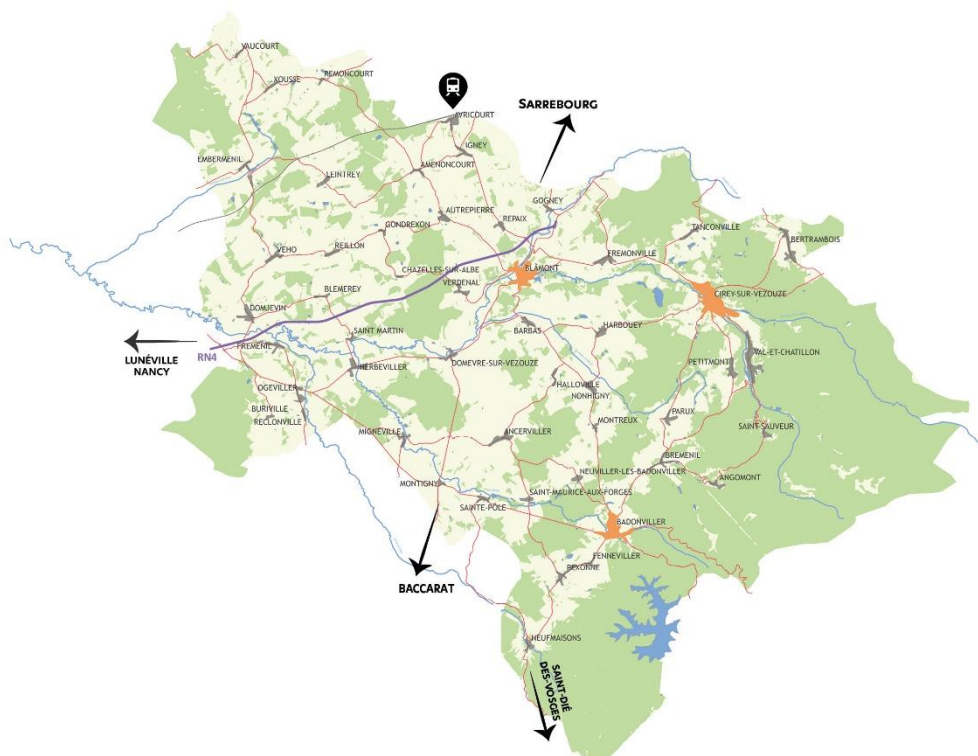 VAUCOURT
XOUSSE
REMONCOURT
AVRICOURT
SARREBOURG
IGNEY
EMBERMENIL
AMENONCOURT
LEINTREY
GOGNEY
AUTREPIERRE
REPAIX
GONDREXON
TANCONVILLE
BERTRAMBOIS
VEHO
REILLON
FREMONVILLE
CHAZELLES-SUR-ALBE
BLÂMONT
VERDENAL
BLEMEREY
CIREY-SUR-VEZOUZE
DOMJEVIN
SAINT MARTIN
BARBAS
HARBOUEY
LUNÉVILLE
NANCY
RN4
FREMENIL
VAL-ET-CHATILLON
HERBEVILLER
DOMEVRE-SUR-VEZOUZE
PETITMONT
OGEVILLER
HALLOVILLE
NONHIGNY
BURIVILLE
RECLONVILLE
MONTREUX
PARUX
SAINT-SAUVEUR
MIGNÉVILLE
ANCERVILLER
BREMENIL
NEUVILLER-LES-BADONVILLER
ANGOMONT
MONTIGNY
SAINTE-POLE
SAINT-MAURICE-AUX-FORGES
BADONVILLER
FENNEVILLER
PEXONNE
BACCARAT
NEUFMAISONS
SAINT-DIÉ
DES-VOSGES